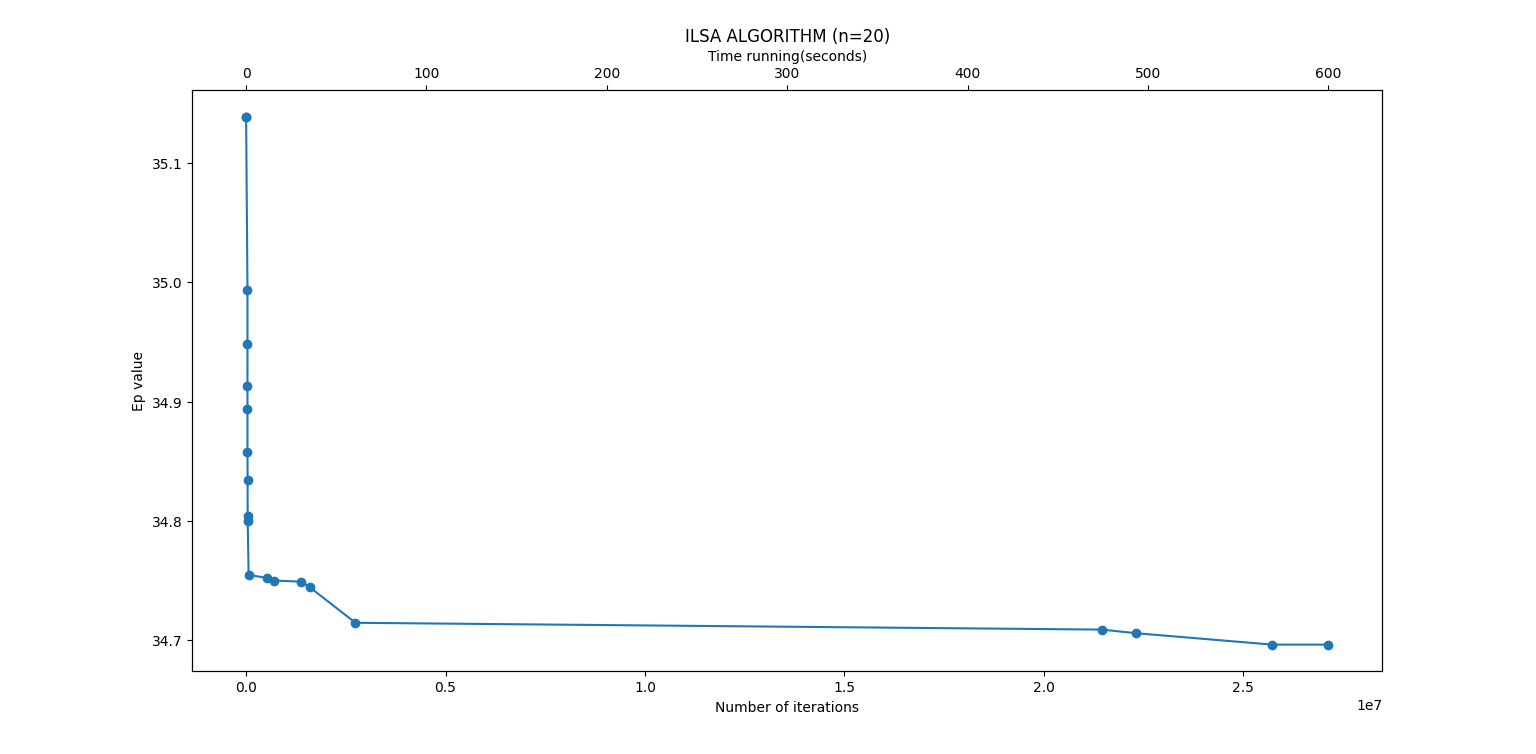 ILSA ALGORITHM (n=20)
Time running(seconds)
0 100 200 300 400 500 600
35.1
35.0
34.9
34.8
34.7
Ep value
0.0 0.5 1.0 1.5 2.0 2.5
1e7
Number of iterations